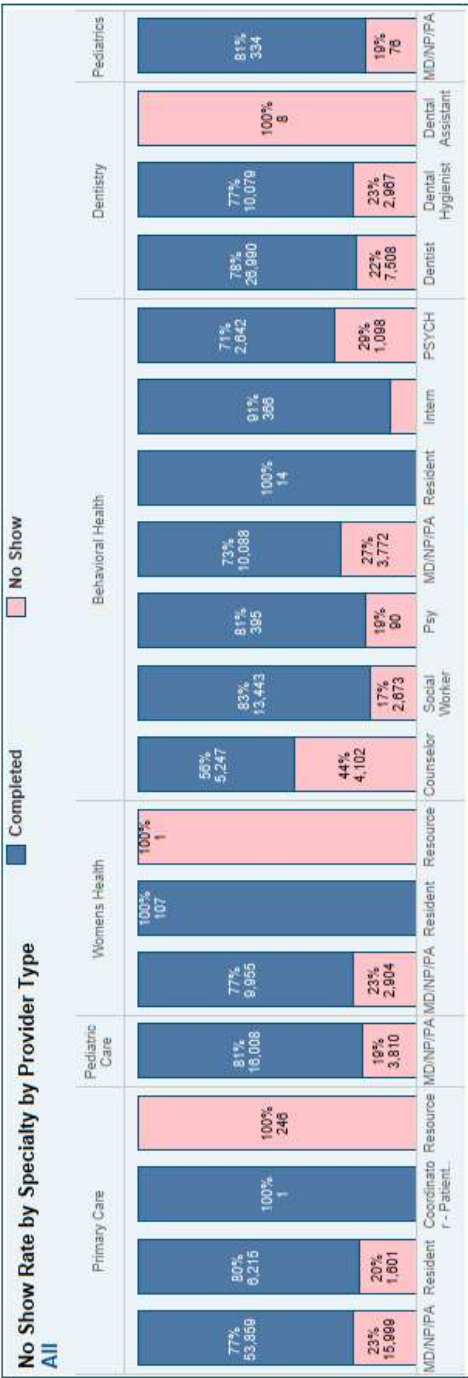 No Show Rate by Specialty by Provider Type
All
Completed
No Show
Primary Care
Pediatric
Care
Womens Health
Behavioral Health
Dentistry
Pediatrics
77%
53,859
23%
15,999
MD/NP/PA
80%
6,215
20%
1,601
Resident
100%
1
Coordinato
r - Patient..
100%
246
Resource
81%
16,008
19%
3,810
MD/NP/PA
77%
9,955
23%
2,904
MD/NP/PA
100%
107
Resident
100%
1
Resource
56%
5,247
44%
4,102
Counselor
83%
13,443
17%
2,673
Social
Worker
81%
395
19%
90
Psy
73%
10,088
27%
3,772
MD/NP/PA
100%
14
Resident
91%
366
Intern
71%
2,642
29%
1,098
PSYCH
78%
26,990
22%
7,508
Dentist
77%
10,079
23%
2,967
Dental
Hygienist
100%
8
Dental
Assistant
81%
334
19%
76
MD/NP/PA